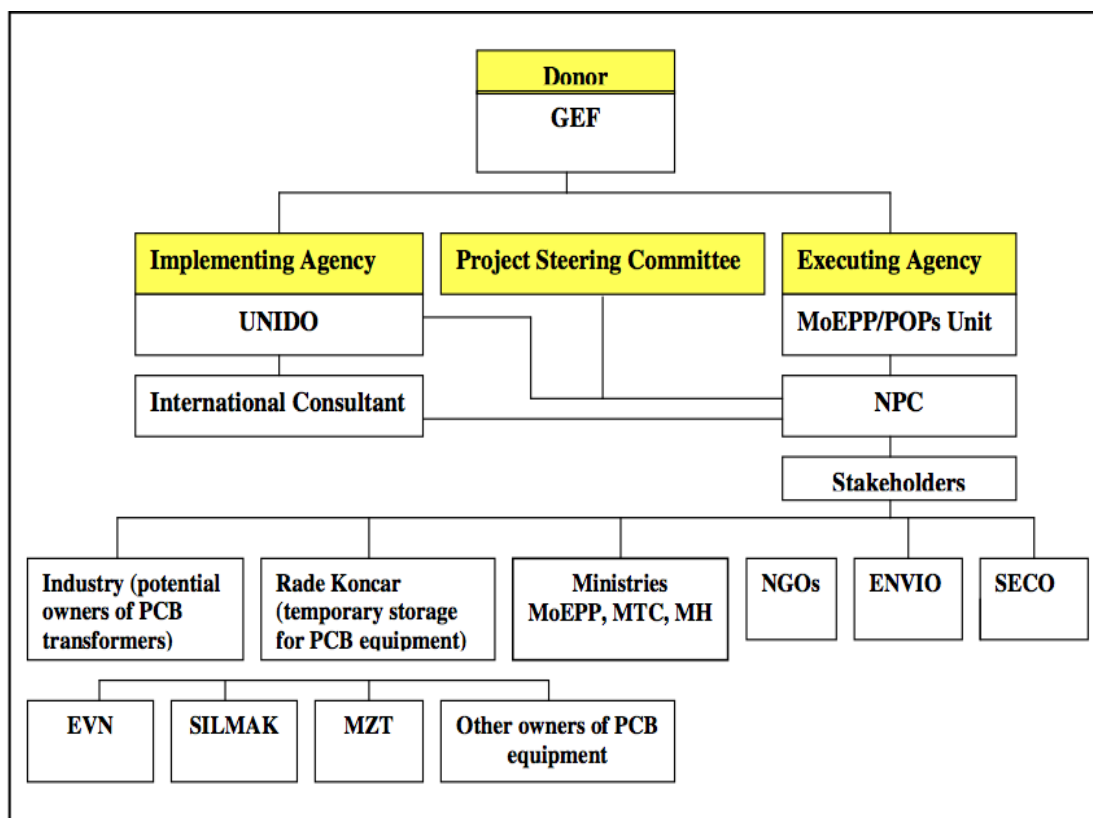 Donor
GEF
Implementing Agency
UNIDO
International Consultant
Project Steering Committee
Executing Agency
MoEPP/POPs Unit
NPC
Stakeholders
Industry (potential
owners of PCB
transformers)
Rade Koncar
(temporary storage
for PCB equipment)
Ministries
MoEPP, MTC, MH
NGOs
ENVIO
SECO
EVN
SILMAK
MZT
Other owners of PCB
equipment